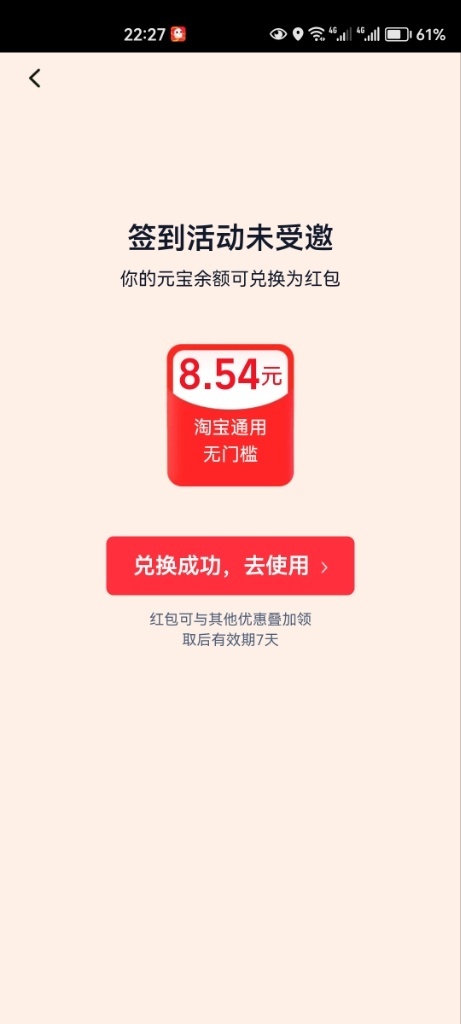 22:27
4G
4G
61%
签到活动未受邀
你的元宝余额可兑换为红包
8.54元
淘宝通用
无门槛
兑换成功，去使用 ›
红包可与其他优惠叠加领
取后有效期7天